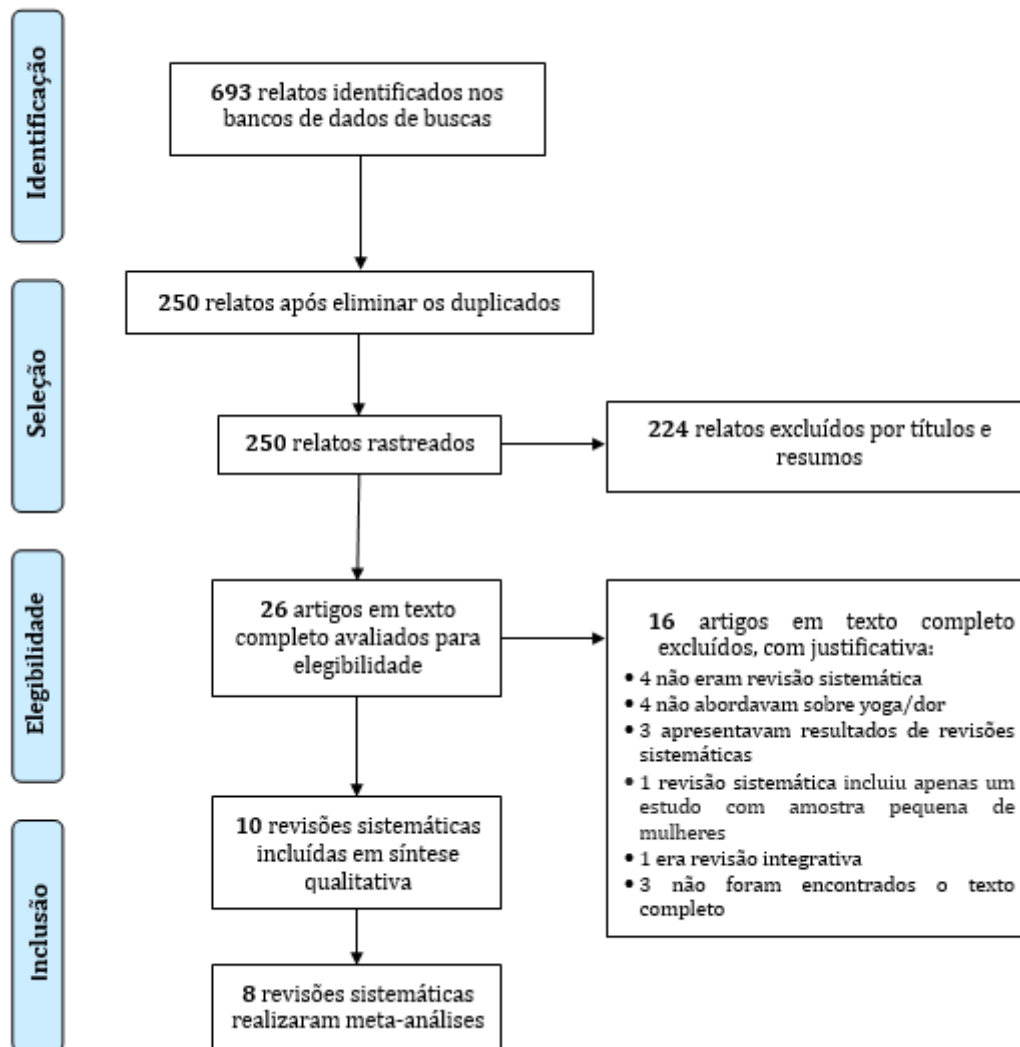 Identificação
693 relatos identificados nos
bancos de dados de buscas
Seleção
250 relatos após eliminar os duplicados
250 relatos rastreados
224 relatos excluídos por títulos e
resumos
Elegibilidade
26 artigos em texto
completo avaliados para
elegibilidade
16 artigos em texto completo
excluídos, com justificativa:
• 4 não eram revisão sistemática
• 4 não abordavam sobre yoga/dor
• 3 apresentavam resultados de revisões
sistemáticas
• 1 revisão sistemática incluiu apenas um
estudo com amostra pequena de
mulheres
• 1 era revisão integrativa
• 3 não foram encontrados o texto
completo
Inclusão
10 revisões sistemáticas
incluídas em síntese
qualitativa
8 revisões sistemáticas
realizaram meta-análises